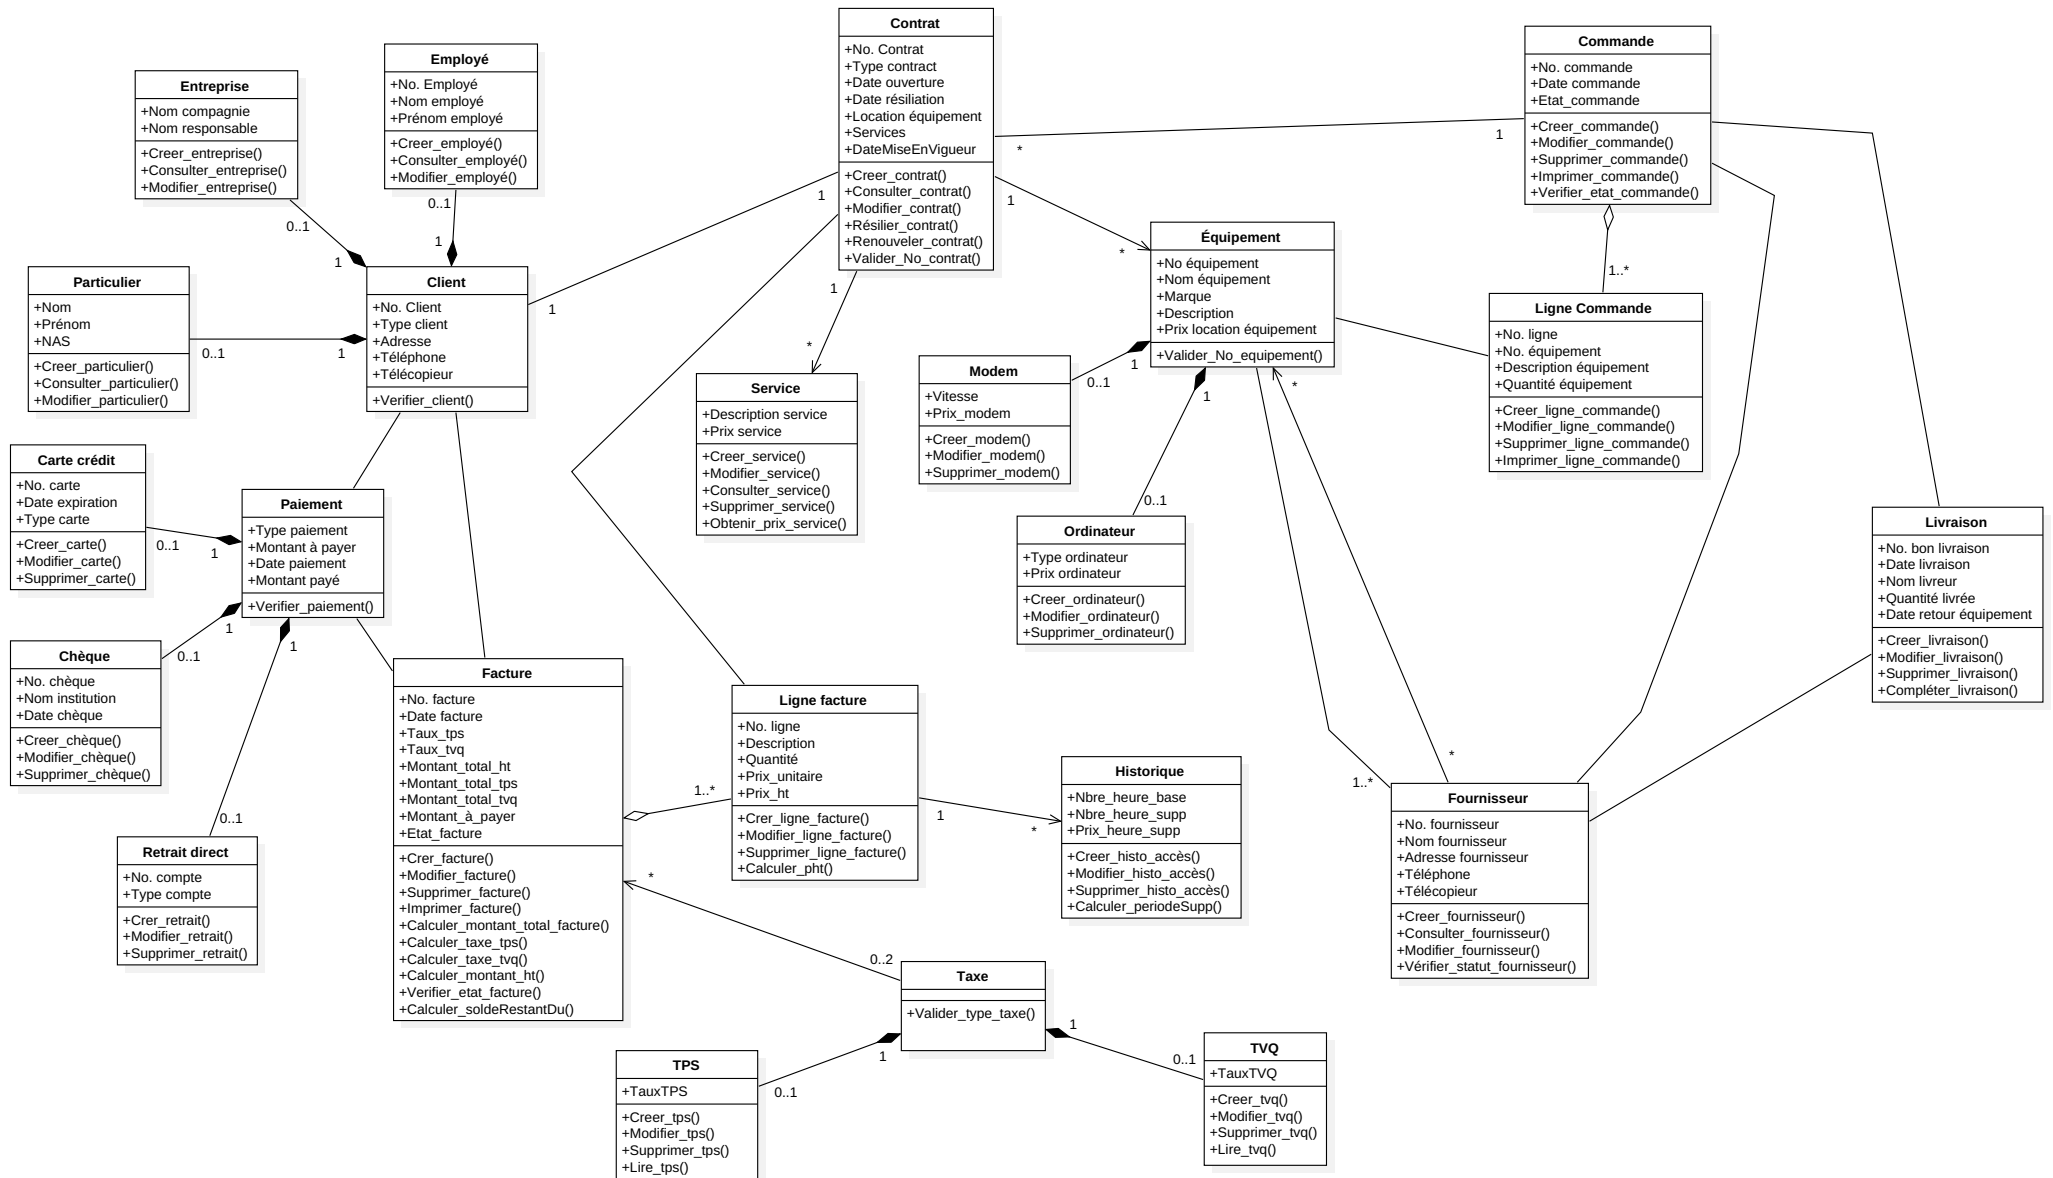 Entreprise
+Nom compagnie
+Nom responsable
+Creer_entreprise()
+Consulter_entreprise()
+Modifier_entreprise()
0..1
1
Employé
+No. Employé
+Nom employé
+Prénom employé
+Creer_employé()
+Consulter_employé()
+Modifier_employé()
0..1
1
Particulier
+Nom
+Prénom
+NAS
+Creer_particulier()
+Consulter_particulier()
+Modifier_particulier()
0..1
1
Client
+No. Client
+Type client
+Adresse
+Téléphone
+Télécopieur
+Verifier_client()
1
1
Contrat
+No. Contrat
+Type contract
+Date ouverture
+Date résiliation
+Location équipement
+Services
+DateMiseEnVigueur
+Creer_contrat()
+Consulter_contrat()
+Modifier_contrat()
+Résilier_contrat()
+Renouveler_contrat()
+Valider_No_contrat()
*
1
1
*
1
*
Commande
+No. commande
+Date commande
+Etat_commande
+Creer_commande()
+Modifier_commande()
+Supprimer_commande()
+Imprimer_commande()
+Verifier_etat_commande()
1..*
Équipement
+No équipement
+Nom équipement
+Marque
+Description
+Prix location équipement
+Valider_No_equipement()
1
0..1
1
0..1
*
*
1..*
Ligne Commande
+No. ligne
+No. équipement
+Description équipement
+Quantité équipement
+Creer_ligne_commande()
+Modifier_ligne_commande()
+Supprimer_ligne_commande()
+Imprimer_ligne_commande()
Service
+Description service
+Prix service
+Creer_service()
+Modifier_service()
+Consulter_service()
+Supprimer_service()
+Obtenir_prix_service()
Modem
+Vitesse
+Prix_modem
+Creer_modem()
+Modifier_modem()
+Supprimer_modem()
Ordinateur
+Type ordinateur
+Prix ordinateur
+Creer_ordinateur()
+Modifier_ordinateur()
+Supprimer_ordinateur()
Livraison
+No. bon livraison
+Date livraison
+Nom livreur
+Quantité livrée
+Date retour équipement
+Creer_livraison()
+Modifier_livraison()
+Supprimer_livraison()
+Compléter_livraison()
Carte crédit
+No. carte
+Date expiration
+Type carte
+Creer_carte()
+Modifier_carte()
+Supprimer_carte()
0..1
1
Paiement
+Type paiement
+Montant à payer
+Date paiement
+Montant payé
+Verifier_paiement()
1
0..1
1
0..1
Chèque
+No. chèque
+Nom institution
+Date chèque
+Creer_chèque()
+Modifier_chèque()
+Supprimer_chèque()
Retrait direct
+No. compte
+Type compte
+Crer_retrait()
+Modifier_retrait()
+Supprimer_retrait()
Facture
+No. facture
+Date facture
+Taux_tps
+Taux_tvq
+Montant_total_ht
+Montant_total_tps
+Montant_total_tvq
+Montant_à_payer
+Etat_facture
+Crer_facture()
+Modifier_facture()
+Supprimer_facture()
+Imprimer_facture()
+Calculer_montant_total_facture()
+Calculer_taxe_tps()
+Calculer_taxe_tvq()
+Calculer_montant_ht()
+Verifier_etat_facture()
+Calculer_soldeRestantDu()
1..*
*
0..2
Ligne facture
+No. ligne
+Description
+Quantité
+Prix_unitaire
+Prix_ht
+Crer_ligne_facture()
+Modifier_ligne_facture()
+Supprimer_ligne_facture()
+Calculer_pht()
1
*
Historique
+Nbre_heure_base
+Nbre_heure_supp
+Prix_heure_supp
+Creer_histo_accès()
+Modifier_histo_accès()
+Supprimer_histo_accès()
+Calculer_periodeSupp()
Fournisseur
+No. fournisseur
+Nom fournisseur
+Adresse fournisseur
+Téléphone
+Télécopieur
+Creer_fournisseur()
+Consulter_fournisseur()
+Modifier_fournisseur()
+Vérifier_statut_fournisseur()
Taxe
+Valider_type_taxe()
1
0..1
1
0..1
TPS
+TauxTPS
+Creer_tps()
+Modifier_tps()
+Supprimer_tps()
+Lire_tps()
TVQ
+TauxTVQ
+Creer_tvq()
+Modifier_tvq()
+Supprimer_tvq()
+Lire_tvq()
1